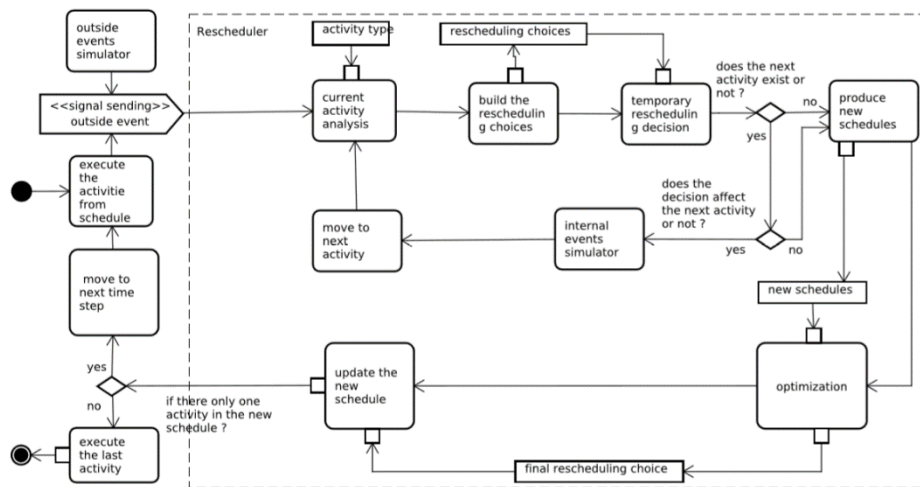 outside
events
simulator
<<signal sending>>
outside event
execute
the
activitie
from
schedule
move to
next time
step
yes
no
execute
the last
activity
Rescheduler
activity type
current
activity
analysis
rescheduling choices
build the
reschedulin
g choices
temporary
reschedulin
g decision
does the next
activity exist or
not ?
no
yes
produce
new
schedules
does the
decision affect
the next activity
or not ?
yes
no
internal
events
simulator
move to
next
activity
new schedules
optimization
update the
new
schedule
if there only one
activity in the new
schedule ?
final rescheduling choice